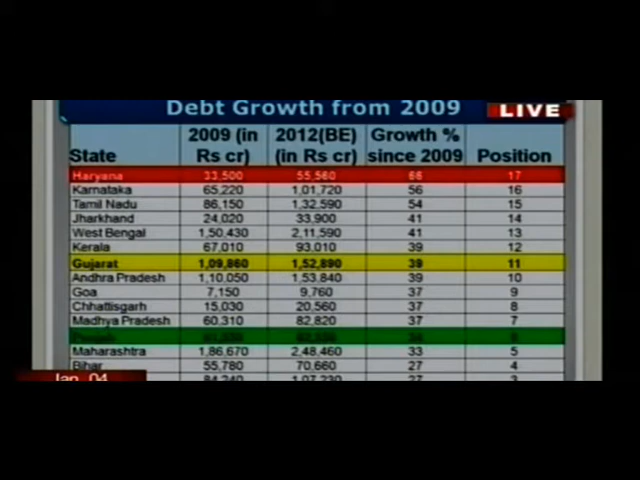 Debt Growth from 2009
LIVE
State 2009 (in Rs cr) 2012(BE) (in Rs cr) Growth % since 2009 Position
Haryana 33,500 55,560 66 17
Karnataka 65,220 1,01,720 56 16
Tamil Nadu 86,150 1,32,590 54 15
Jharkhand 24,020 33,900 41 14
West Bengal 1,50,430 2,11,590 41 13
Kerala 67,010 93,010 39 12
Gujarat 1,09,860 1,52,890 39 11
Andhra Pradesh 1,10,050 1,53,840 39 10
Goa 7,150 9,760 37 9
Chhattisgarh 15,030 20,560 37 8
Madhya Pradesh 60,310 82,820 37 7
Punjab
Maharashtra 1,86,670 2,48,460 33 5
Bihar 55,780 70,660 27 4
Jan 04